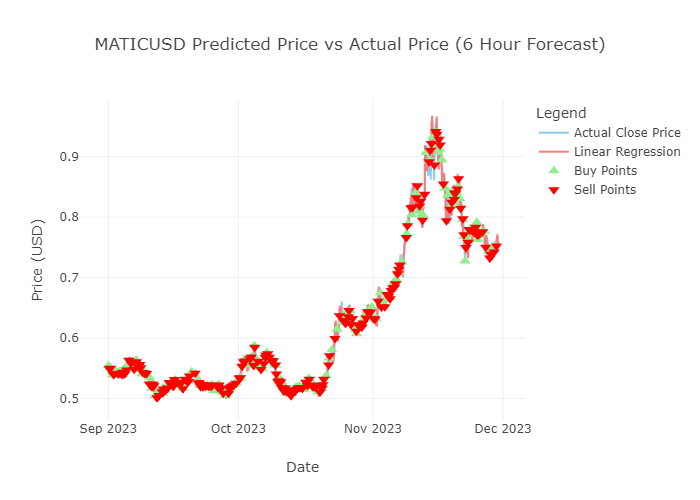 MATICUSD Predicted Price vs Actual Price (6 Hour Forecast)
Legend
Actual Close Price
Linear Regression
Buy Points
Sell Points
Price (USD)
0.9
0.8
0.7
0.6
0.5
Sep 2023
Oct 2023
Nov 2023
Dec 2023
Date